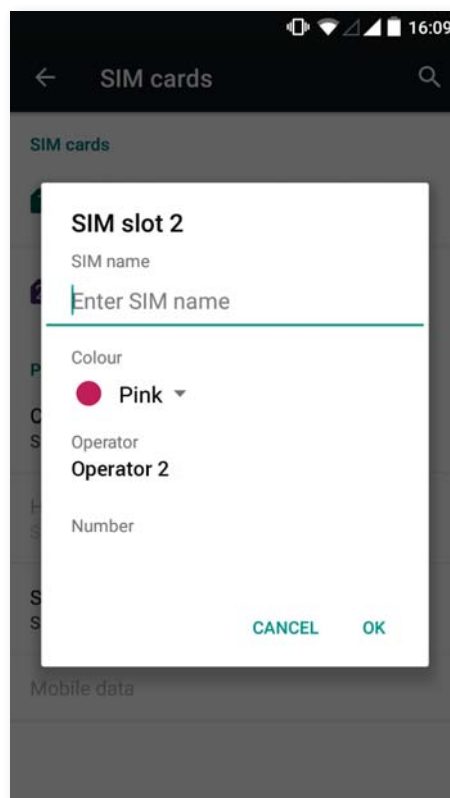 16:09
SIM cards
SIM cards
SIM slot 2
SIM name
Enter SIM name
Colour
Pink
Operator
Operator 2
Number
CANCEL OK
Mobile data